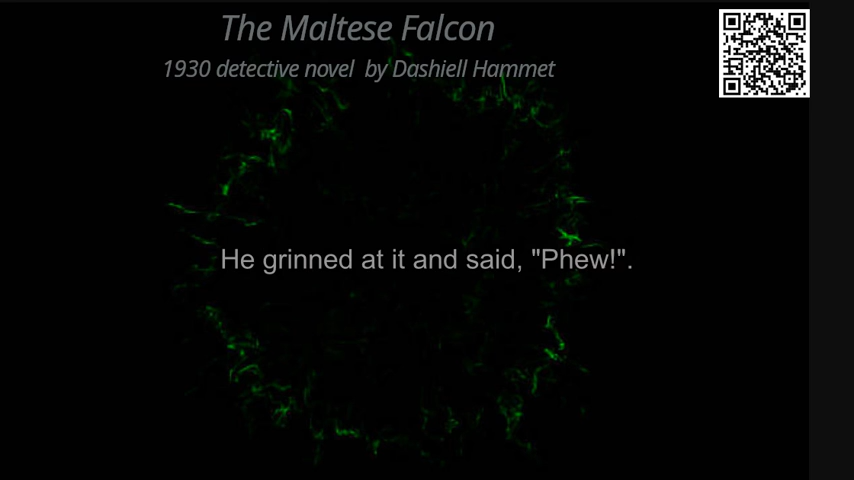 The Maltese Falcon
1930 detective novel by Dashiell Hammet
He grinned at it and said, "Phew!".